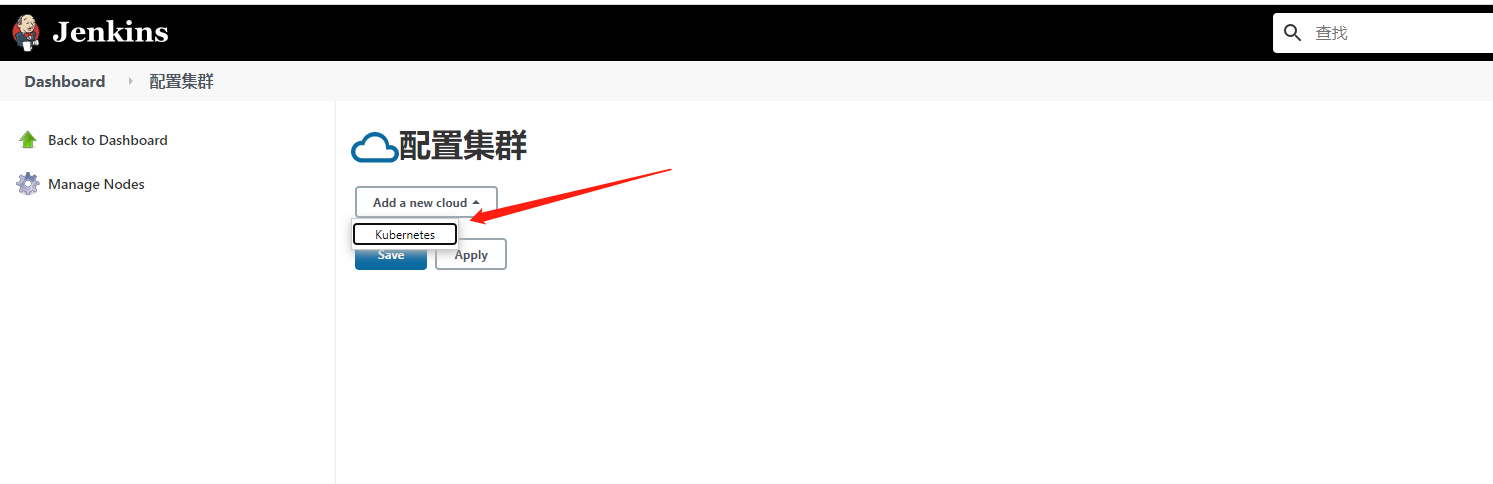 Jenkins
查找
Dashboard 配置集群
Back to Dashboard
Manage Nodes
配置集群
Add a new cloud
Kubernetes
Save Apply